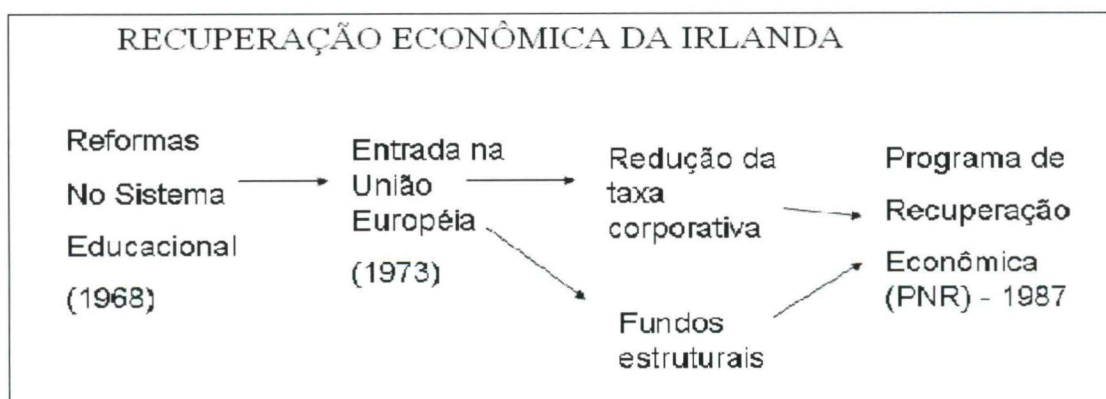 RECUPERAÇÃO ECONÔMICA DA IRLANDA
Reformas
No Sistema
Educacional
(1968)
Entrada na
União
Européia
(1973)
Redução da
taxa
corporativa
Fundos
estruturais
Programa de
Recuperação
Econômica
(PNR) - 1987